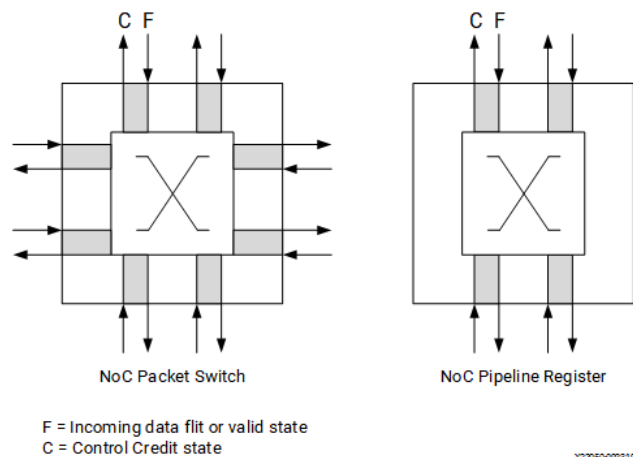 C F
C F
NoC Packet Switch
NoC Pipeline Register
F = Incoming data flit or valid state
C = Control Credit state